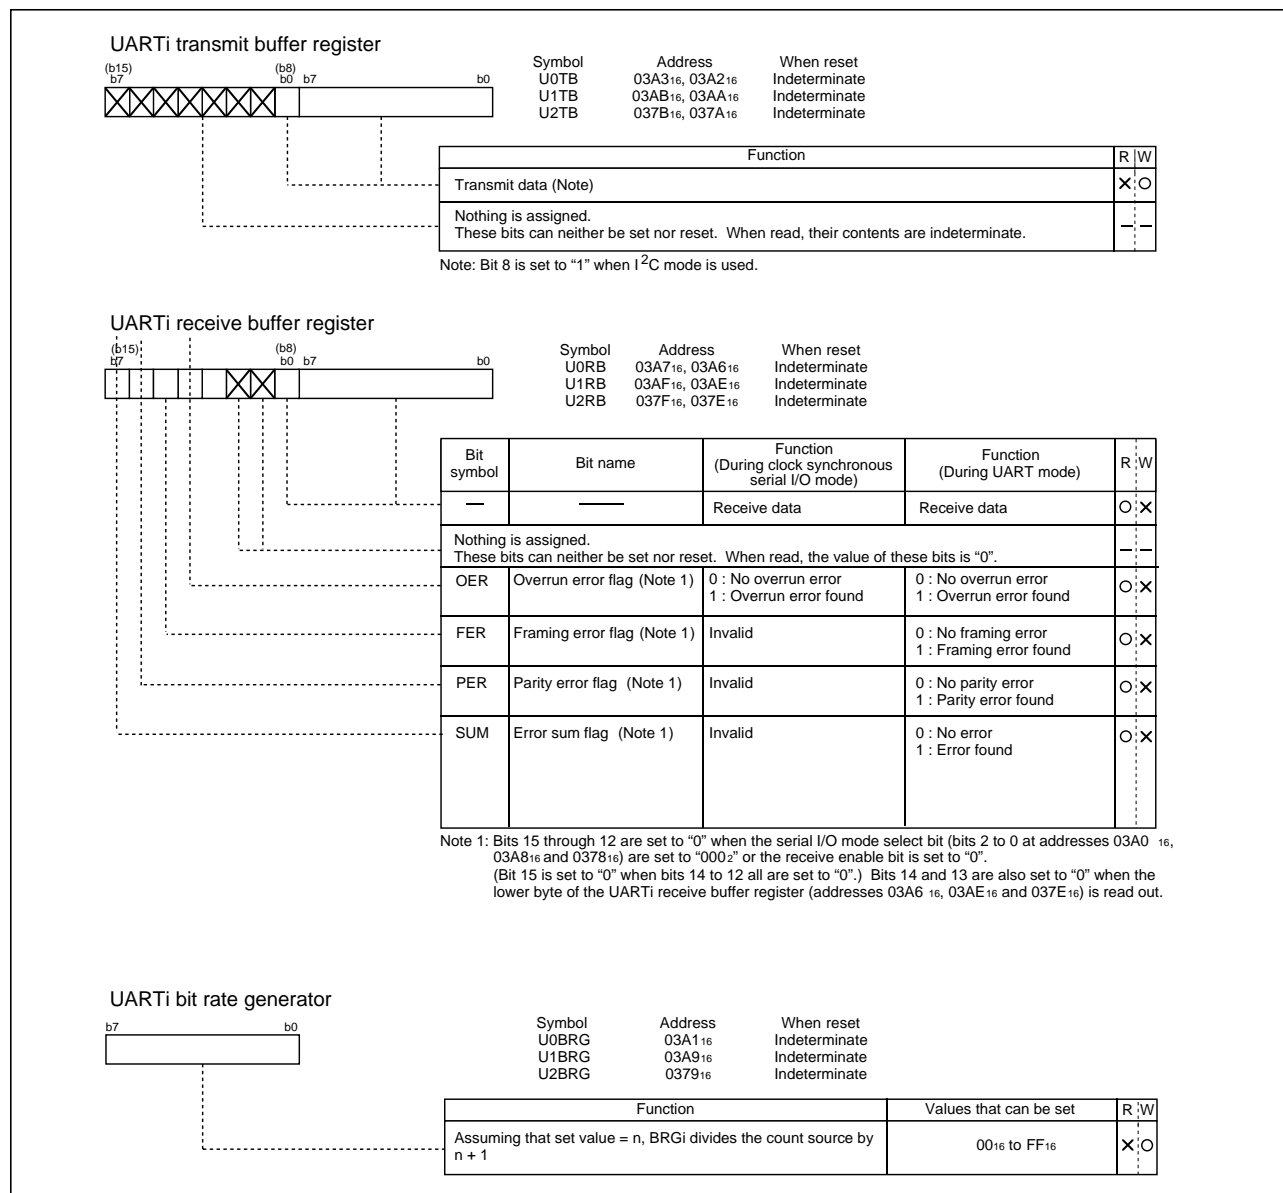 UARTi transmit buffer register
(b15) (b8)
b7 b0 b7 b0
Symbol Address When reset
U0TB 03A316, 03A216 Indeterminate
U1TB 03AB16, 03AA16 Indeterminate
U2TB 037B16, 037A16 Indeterminate
Function R W
Transmit data (Note)
Nothing is assigned.
These bits can neither be set nor reset. When read, their contents are indeterminate.
Note: Bit 8 is set to “1” when I2C mode is used.
UARTi receive buffer register
(b15) (b8)
b7 b0 b7 b0
Symbol Address When reset
U0RB 03A716, 03A616 Indeterminate
U1RB 03AF16, 03AE16 Indeterminate
U2RB 037F16, 037E16 Indeterminate
Bit symbol Bit name Function (During clock synchronous serial I/O mode) Function (During UART mode) R W
Receive data Receive data
Nothing is assigned.
These bits can neither be set nor reset. When read, the value of these bits is “0”.
OER Overrun error flag (Note 1) 0 : No overrun error 0 : No overrun error
1 : Overrun error found 1 : Overrun error found
FER Framing error flag (Note 1) Invalid 0 : No framing error
1 : Framing error found
PER Parity error flag (Note 1) Invalid 0 : No parity error
1 : Parity error found
SUM Error sum flag (Note 1) Invalid 0 : No error
1 : Error found
Note 1: Bits 15 through 12 are set to “0” when the serial I/O mode select bit (bits 2 to 0 at addresses 03A0 16,
03A816 and 037816) are set to “0002” or the receive enable bit is set to “0”.
(Bit 15 is set to “0” when bits 14 to 12 all are set to “0”.) Bits 14 and 13 are also set to “0” when the
lower byte of the UARTi receive buffer register (addresses 03A6 16, 03AE16 and 037E16) is read out.
UARTi bit rate generator
b7 b0
Symbol Address When reset
U0BRG 03A116 Indeterminate
U1BRG 03A916 Indeterminate
U2BRG 037916 Indeterminate
Function Values that can be set R W
Assuming that set value = n, BRGi divides the count source by 0016 to FF16
n + 1